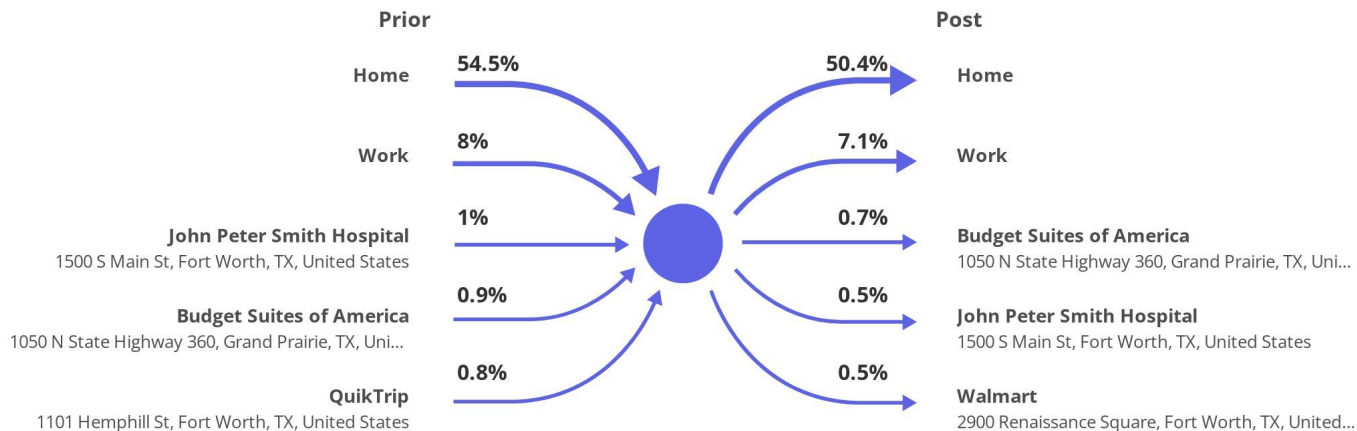 Prior
Post
54.5%
Home
8%
Work
1%
John Peter Smith Hospital
1500 S Main St, Fort Worth, TX, United States
0.9%
Budget Suites of America
1050 N State Highway 360, Grand Prairie, TX, Uni...
0.8%
QuikTrip
1101 Hemphill St, Fort Worth, TX, United States
50.4%
Home
7.1%
Work
0.7%
Budget Suites of America
1050 N State Highway 360, Grand Prairie, TX, Uni...
0.5%
John Peter Smith Hospital
1500 S Main St, Fort Worth, TX, United States
0.5%
Walmart
2900 Renaissance Square, Fort Worth, TX, United...